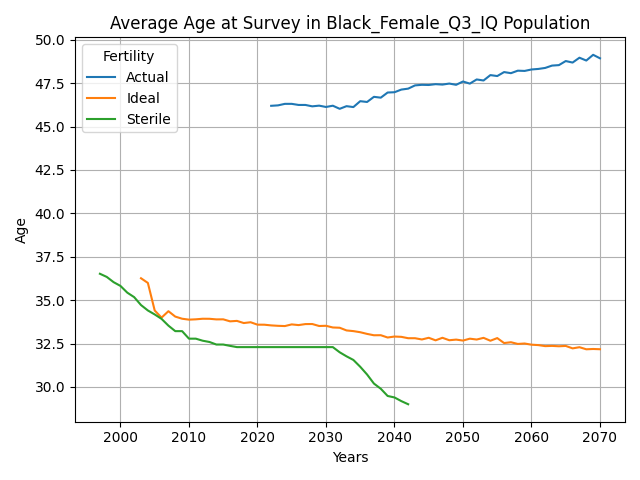 Average Age at Survey in Black_Female_Q3_IQ Population
50.0
47.5
45.0
42.5
40.0
37.5
35.0
32.5
30.0
Age
Fertility
Actual
Ideal
Sterile
2000 2010 2020 2030 2040 2050 2060 2070
Years